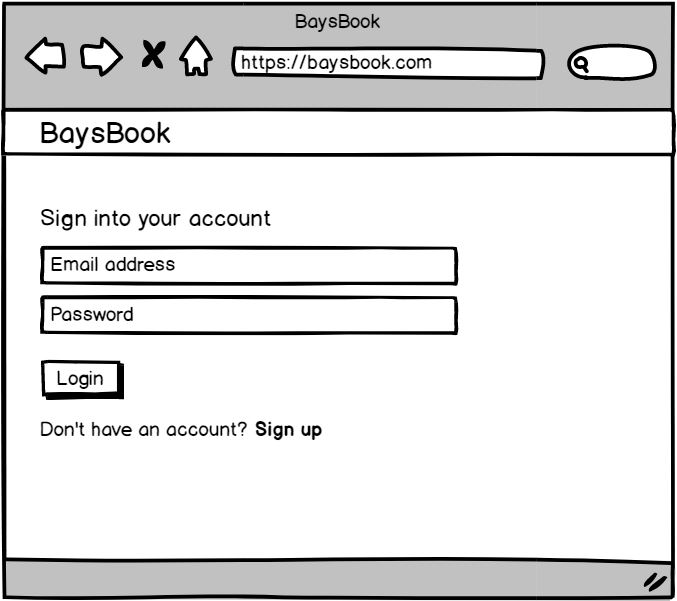 BaysBook
https://baysbook.com
BaysBook
Sign into your account
Email address
Password
Login
Don't have an account? Sign up